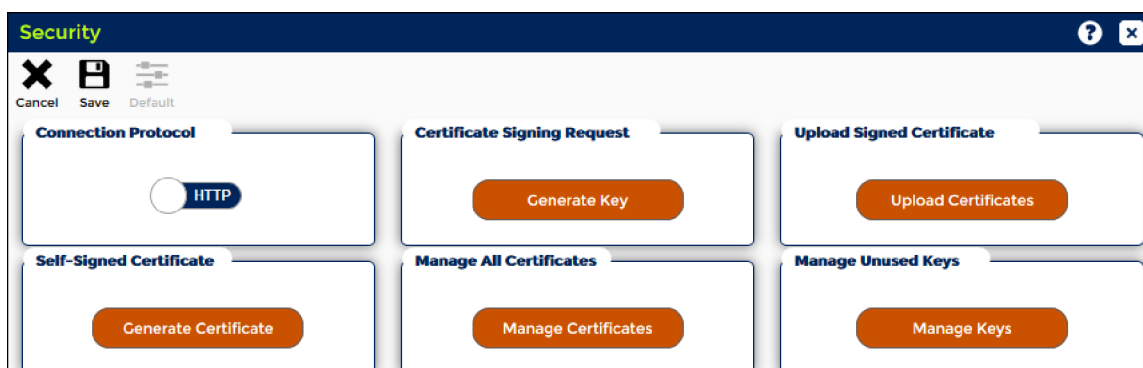 Security
?
Cancel Save Default
Connection Protocol
HTTP
Certificate Signing Request
Generate Key
Upload Signed Certificate
Upload Certificates
Self-Signed Certificate
Generate Certificate
Manage All Certificates
Manage Certificates
Manage Unused Keys
Manage Keys